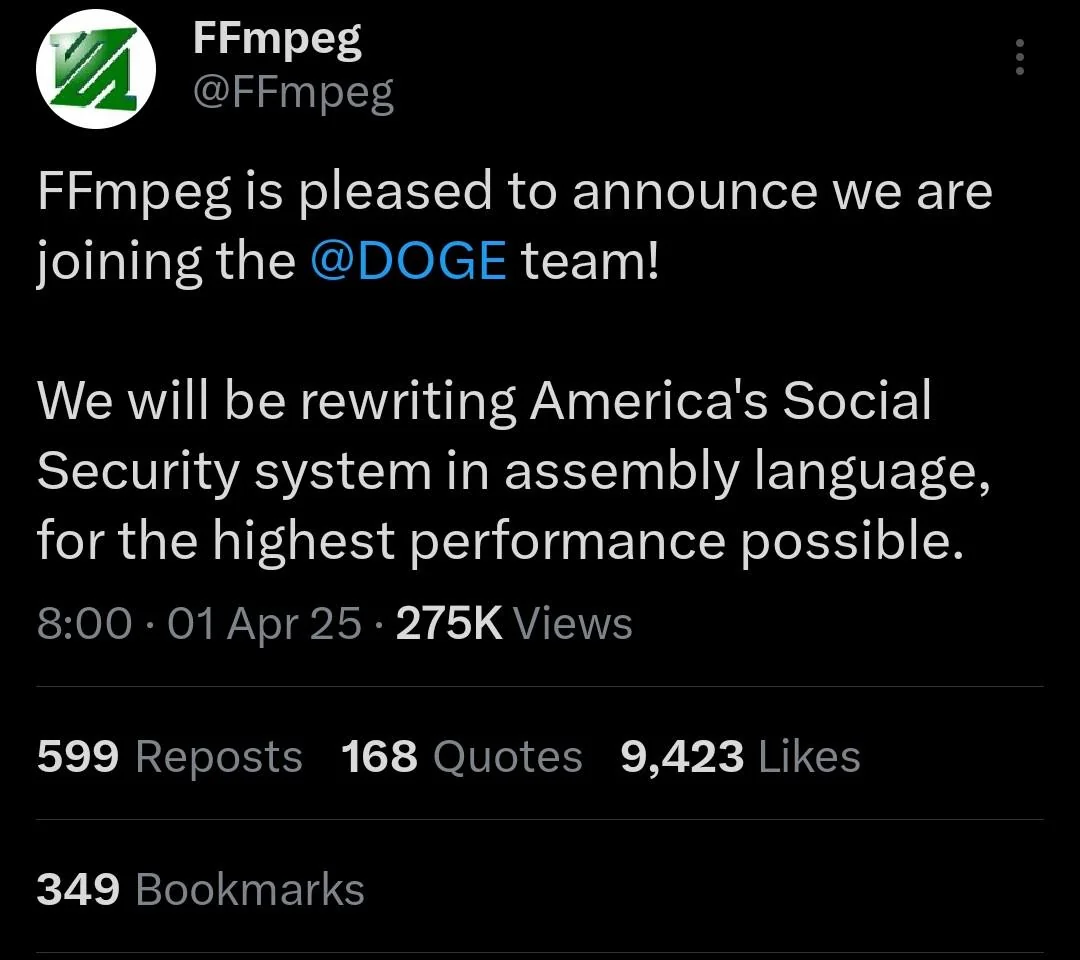 FFmpeg
@FFmpeg
FFmpeg is pleased to announce we are
joining the @DOGE team!
We will be rewriting America's Social
Security system in assembly language,
for the highest performance possible.
8:00 · 01 Apr 25 · 275K Views
599 Reposts 168 Quotes 9,423 Likes
349 Bookmarks